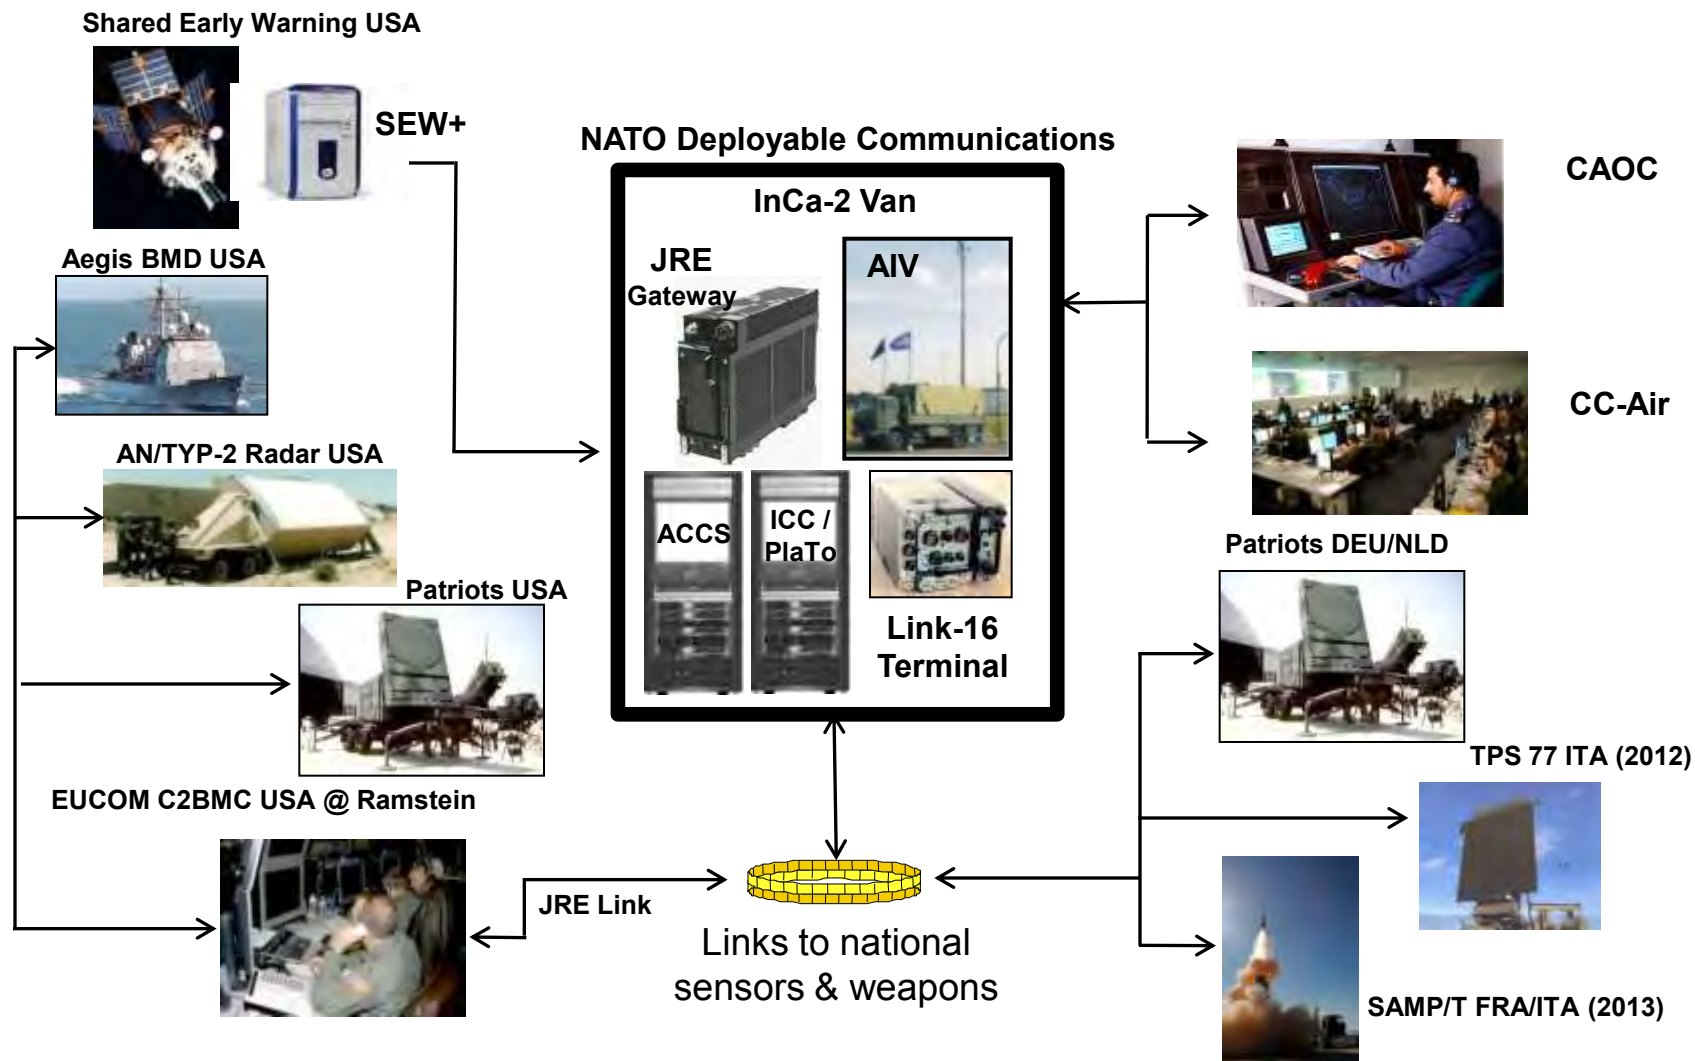 Shared Early Warning USA
SEW+
Aegis BMD USA
AN/TYP-2 Radar USA
Patriots USA
EUCOM C2BMC USA @ Ramstein
JRE Link
NATO Deployable Communications
InCa-2 Van
JRE
Gateway
AIV
ACCS
ICC /
PlaTo
Link-16
Terminal
Links to national
sensors & weapons
CAOC
CC-Air
Patriots DEU/NLD
TPS 77 ITA (2012)
SAMP/T FRA/ITA (2013)